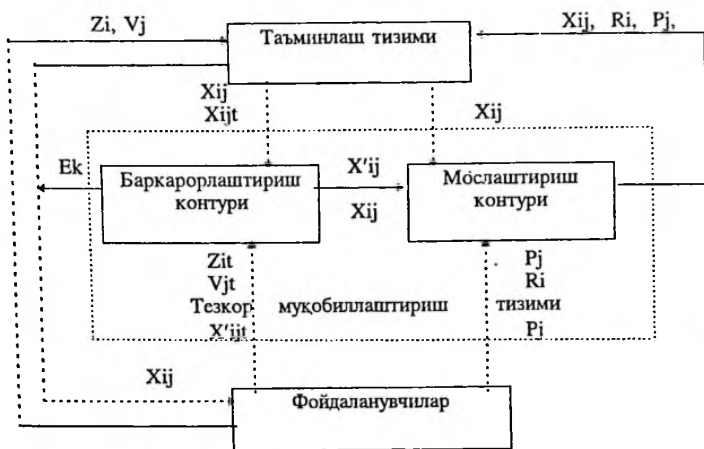 Zi, Vj
Таъминлаш тизими
Xij, Ri, Pj,
Xij
Xijt
Xij
Ek
Баркарорлаштириш
контури
X'ij
Xij
Мослаштириш
контури
Zit
Vjt
Pj
Ri
Тезкор муқобиллаштириш тизими
X'ijt
Pi
Xij
Фойдаланувчилар